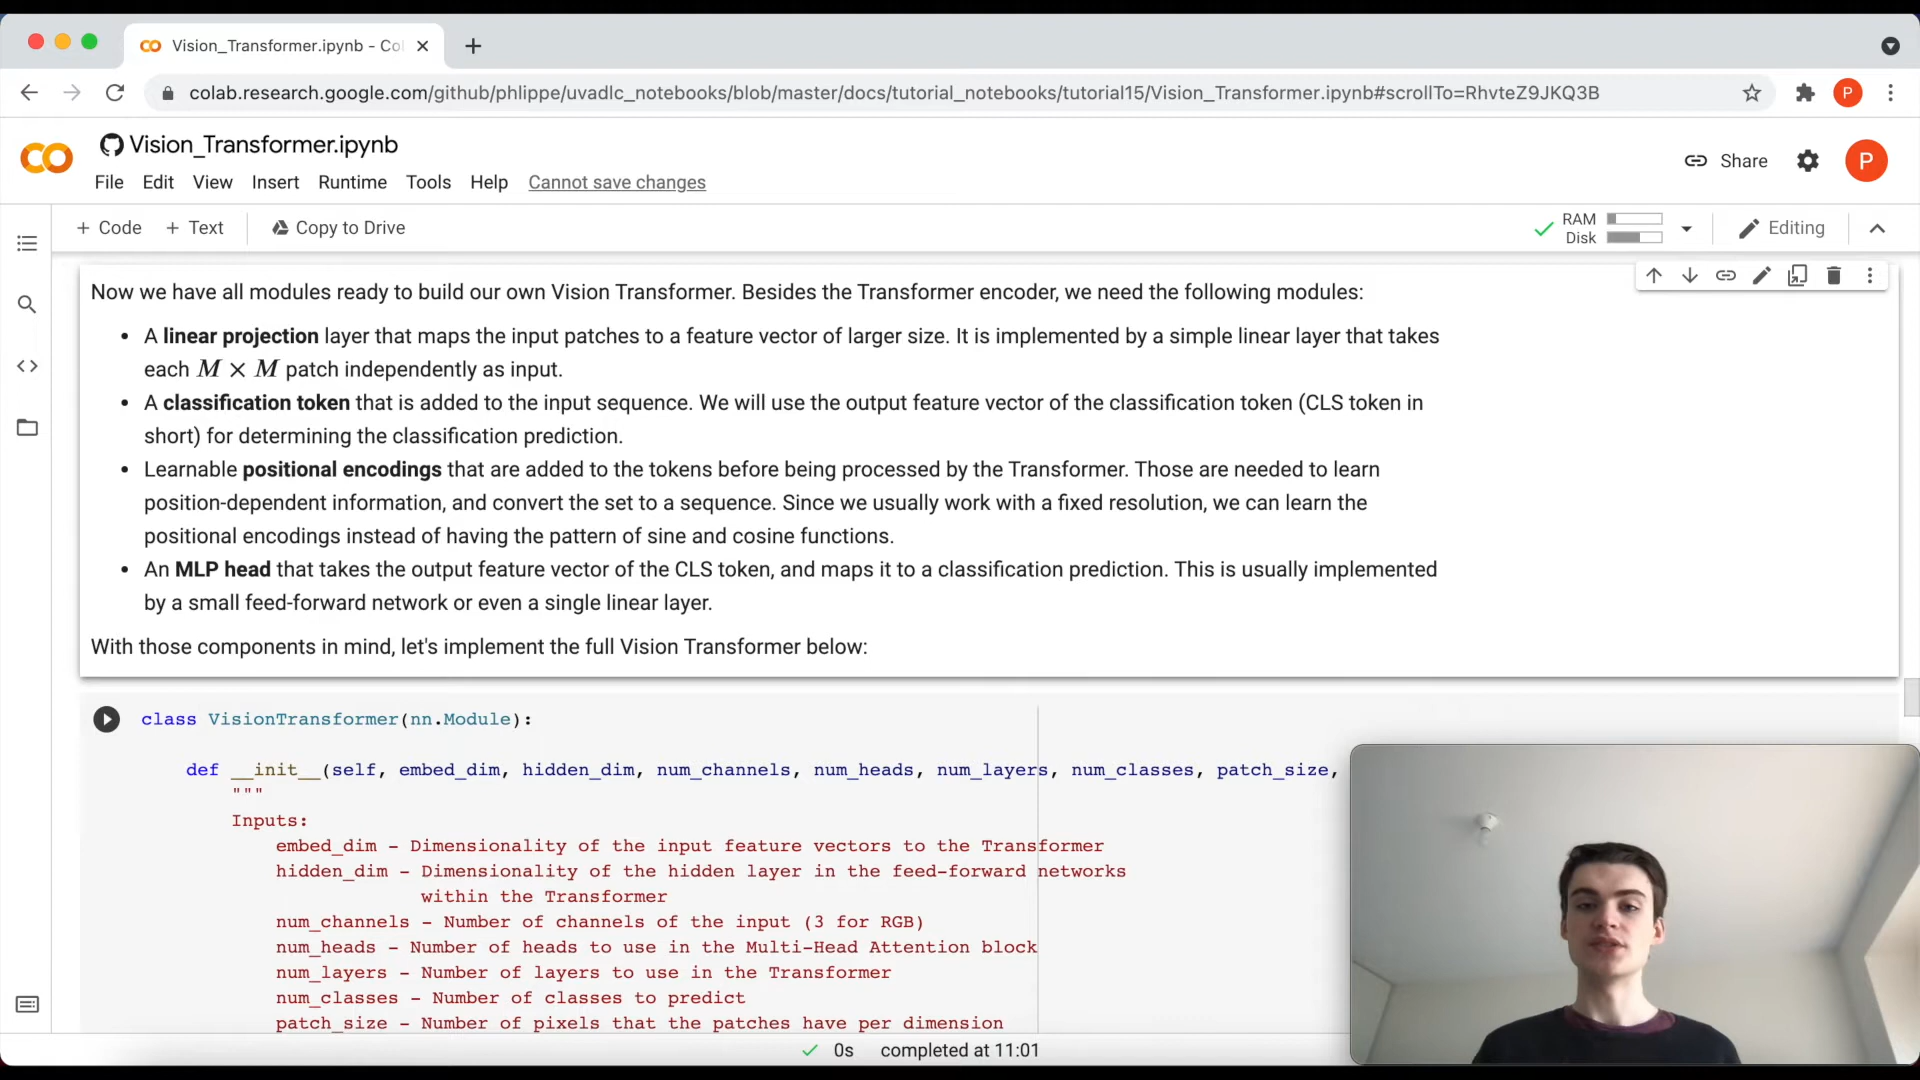 Vision_Transformer.ipynb - Co
colab.research.google.com/github/phlippe/uvadlc_notebooks/blob/master/docs/tutorial_notebooks/tutorial15/Vision_Transformer.ipynb#scrollTo=RhvteZ9JKQ3B
P
Vision_Transformer.ipynb
Share
P
File Edit View Insert Runtime Tools Help Cannot save changes
+ Code + Text Copy to Drive
RAM
Disk
Editing
Now we have all modules ready to build our own Vision Transformer. Besides the Transformer encoder, we need the following modules:
• A linear projection layer that maps the input patches to a feature vector of larger size. It is implemented by a simple linear layer that takes
each M × M patch independently as input.
• A classification token that is added to the input sequence. We will use the output feature vector of the classification token (CLS token in
short) for determining the classification prediction.
• Learnable positional encodings that are added to the tokens before being processed by the Transformer. Those are needed to learn
position-dependent information, and convert the set to a sequence. Since we usually work with a fixed resolution, we can learn the
positional encodings instead of having the pattern of sine and cosine functions.
• An MLP head that takes the output feature vector of the CLS token, and maps it to a classification prediction. This is usually implemented
by a small feed-forward network or even a single linear layer.
With those components in mind, let's implement the full Vision Transformer below:
class VisionTransformer(nn.Module):
def __init__(self, embed_dim, hidden_dim, num_channels, num_heads, num_layers, num_classes, patch_size,
"""
Inputs:
embed_dim - Dimensionality of the input feature vectors to the Transformer
hidden_dim - Dimensionality of the hidden layer in the feed-forward networks
within the Transformer
num_channels - Number of channels of the input (3 for RGB)
num_heads - Number of heads to use in the Multi-Head Attention block
num_layers - Number of layers to use in the Transformer
num_classes - Number of classes to predict
patch_size - Number of pixels that the patches have per dimension
0s completed at 11:01